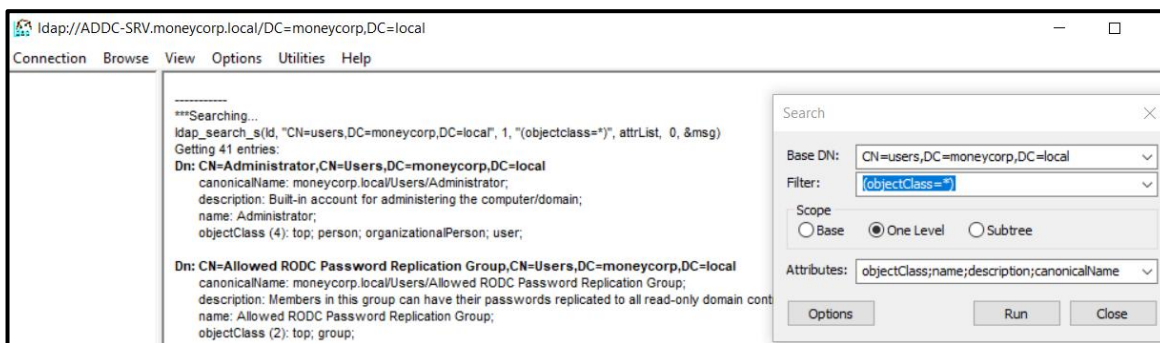 ldap://ADDC-SRV.moneycorp.local/DC=moneycorp,DC=local
Connection Browse View Options Utilities Help
-----------
***Searching...
ldap_search_s(ld, "CN=users,DC=moneycorp,DC=local", 1, "(objectclass=*)", attrList, 0, &msg)
Getting 41 entries:
Dn: CN=Administrator,CN=Users,DC=moneycorp,DC=local
canonicalName: moneycorp.local/Users/Administrator;
description: Built-in account for administering the computer/domain;
name: Administrator;
objectClass (4): top; person; organizationalPerson; user;
Dn: CN=Allowed RODC Password Replication Group,CN=Users,DC=moneycorp,DC=local
canonicalName: moneycorp.local/Users/Allowed RODC Password Replication Group;
description: Members in this group can have their passwords replicated to all read-only domain cont
name: Allowed RODC Password Replication Group;
objectClass (2): top; group;
Search
Base DN: CN=users,DC=moneycorp,DC=local
Filter: (objectClass=*)
Scope
Base One Level Subtree
Attributes: objectClass;name;description;canonicalName
Options Run Close